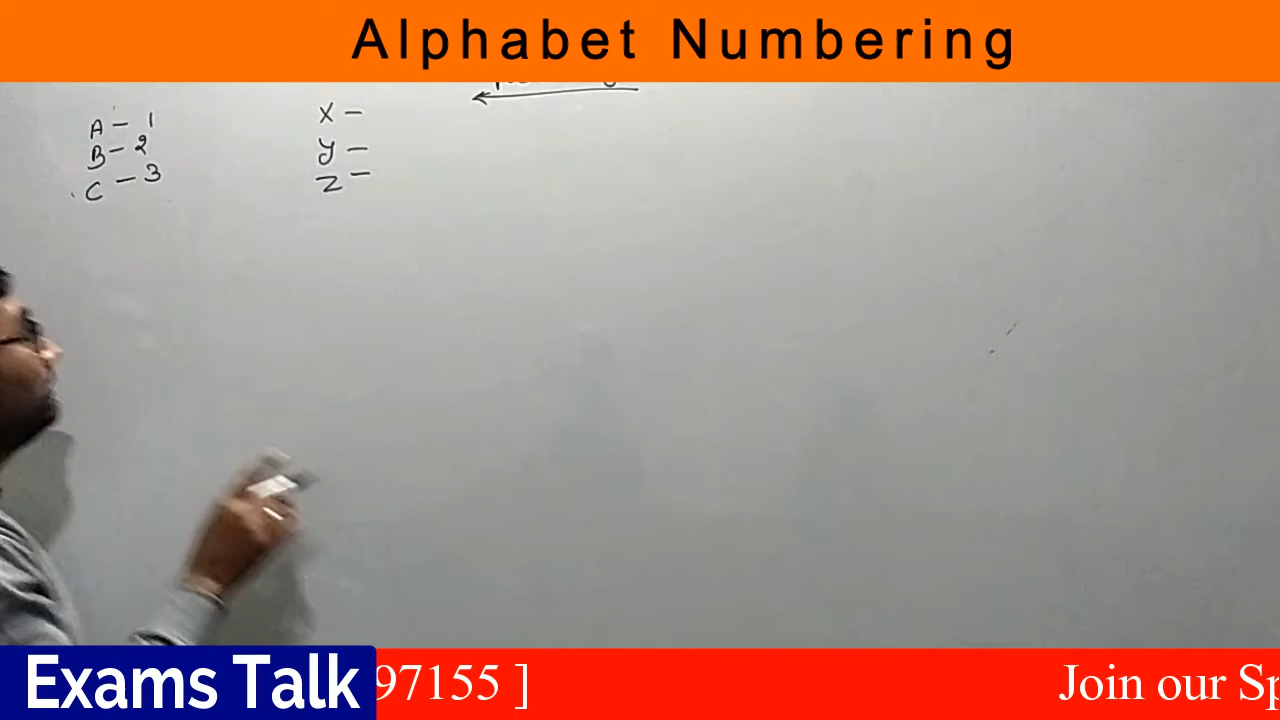 Alphabet Numbering
A - 1
B - 2
C - 3
X -
Y -
Z -
Exams Talk
97155 ]
Join our Sp